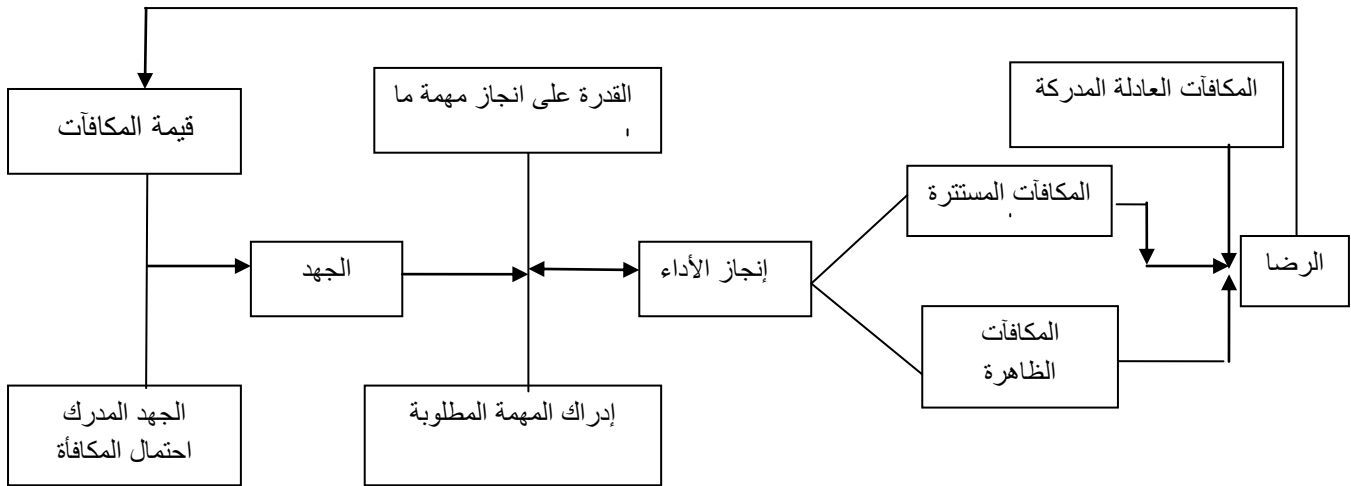 المكافآت العادلة المدركة
القدرة على انجاز مهمة ما
قيمة المكافآت
المكافآت المستترة
الرضا
إنجاز الأداء
الجهد
المكافآت
الظاهرة
إدراك المهمة المطلوبة
الجهد المدرك
احتمال المكافأة